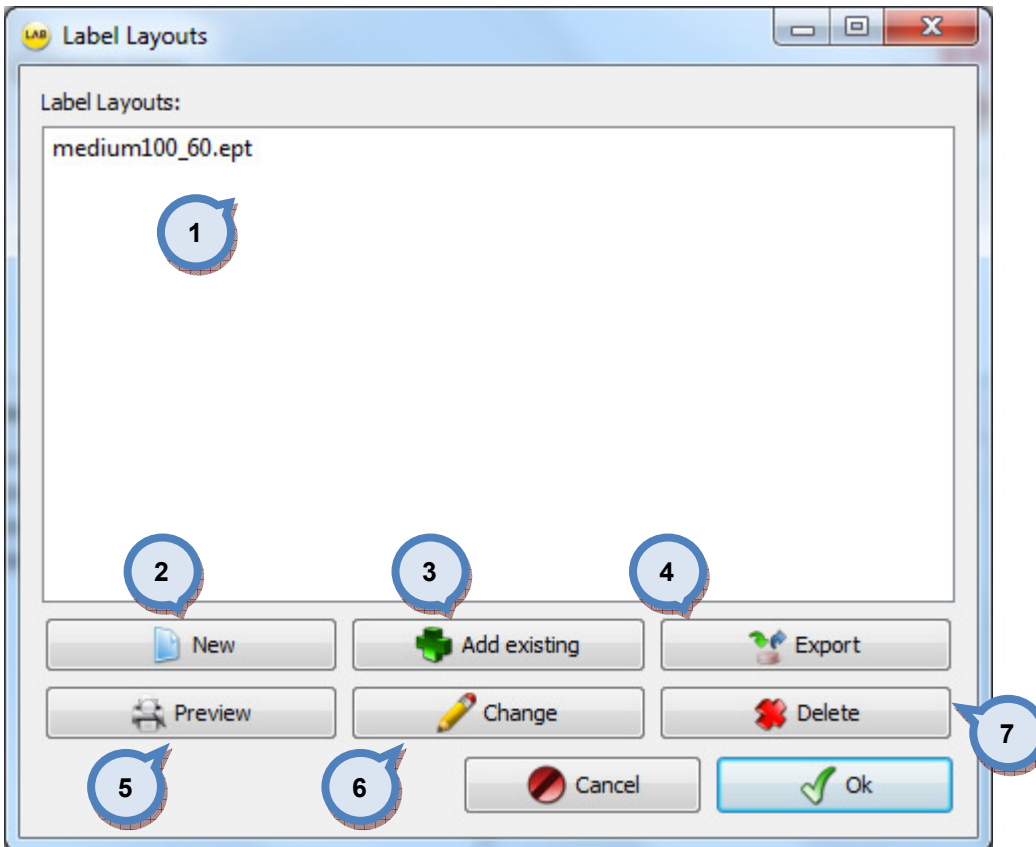 LAB Label Layouts
Label Layouts:
medium100_60.ept
1
2 3 4
New Add existing Export
Preview Change Delete
7
5 6
Cancel Ok